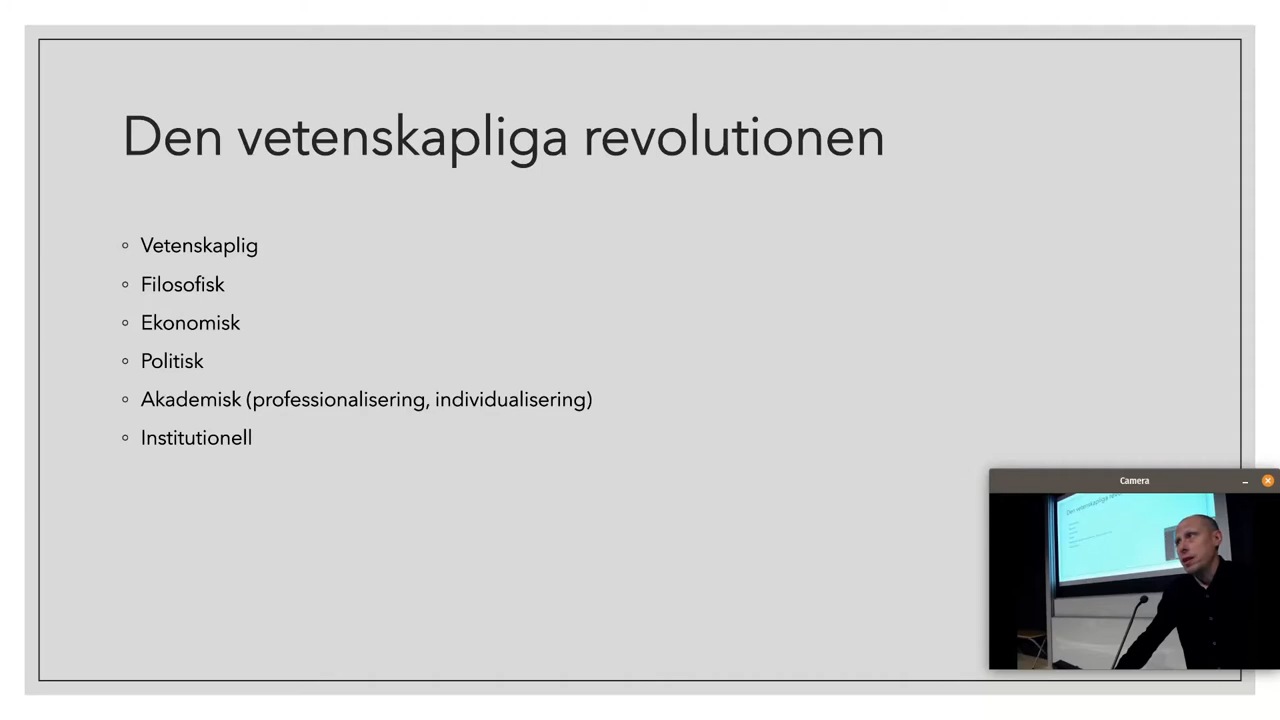 Den vetenskapliga revolutionen
Vetenskaplig
Filosofisk
Ekonomisk
Politisk
Akademisk (professionalisering, individualisering)
Institutionell
Camera